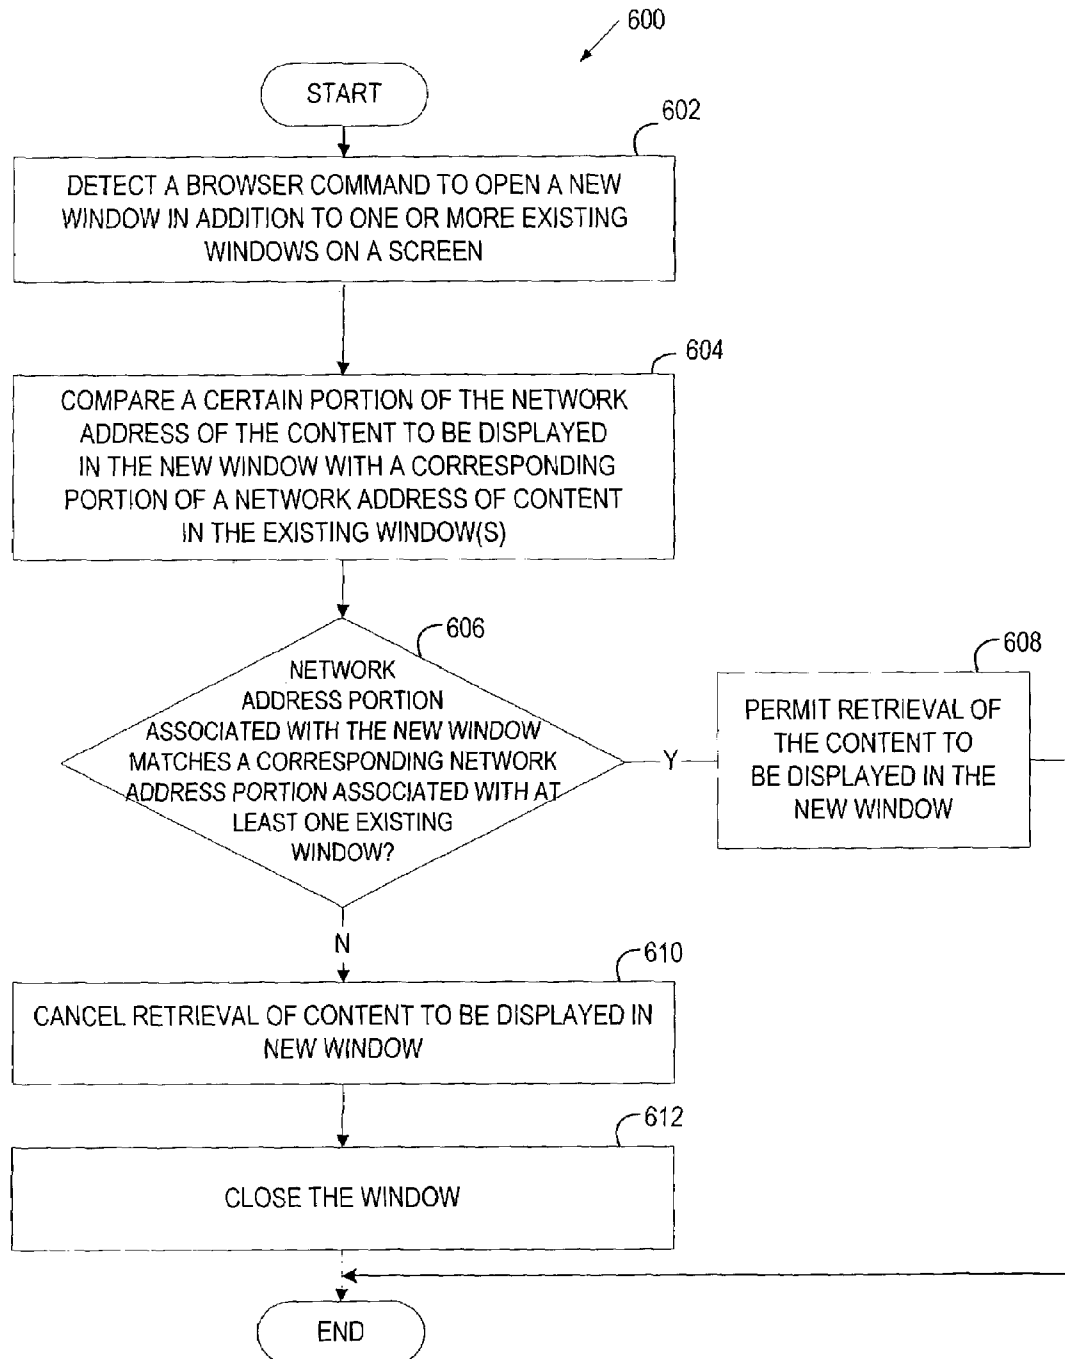 600
START
602
DETECT A BROWSER COMMAND TO OPEN A NEW
WINDOW IN ADDITION TO ONE OR MORE EXISTING
WINDOWS ON A SCREEN
604
COMPARE A CERTAIN PORTION OF THE NETWORK
ADDRESS OF THE CONTENT TO BE DISPLAYED
IN THE NEW WINDOW WITH A CORRESPONDING
PORTION OF A NETWORK ADDRESS OF CONTENT
IN THE EXISTING WINDOW(S)
606
NETWORK
ADDRESS PORTION
ASSOCIATED WITH THE NEW WINDOW
MATCHES A CORRESPONDING NETWORK
ADDRESS PORTION ASSOCIATED WITH AT
LEAST ONE EXISTING
WINDOW?
Y
608
PERMIT RETRIEVAL OF
THE CONTENT TO
BE DISPLAYED IN THE
NEW WINDOW
N
610
CANCEL RETRIEVAL OF CONTENT TO BE DISPLAYED IN
NEW WINDOW
612
CLOSE THE WINDOW
END